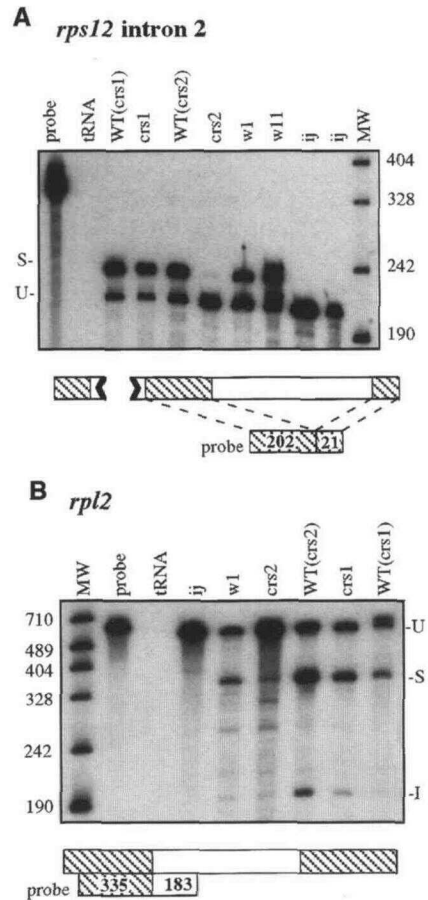 A rps12 intron 2
probe tRNA WT(crs1) crs1 WT(crs2) crs2 w1 w11 ij ij MW
404
328
S-
242
U-
190
probe 202 21
B rpl2
MW probe tRNA ij w1 crs2 WT(crs2) crs1 WT(crs1)
710 -U
489
404 -S
328
242
190 -I
probe 335 183